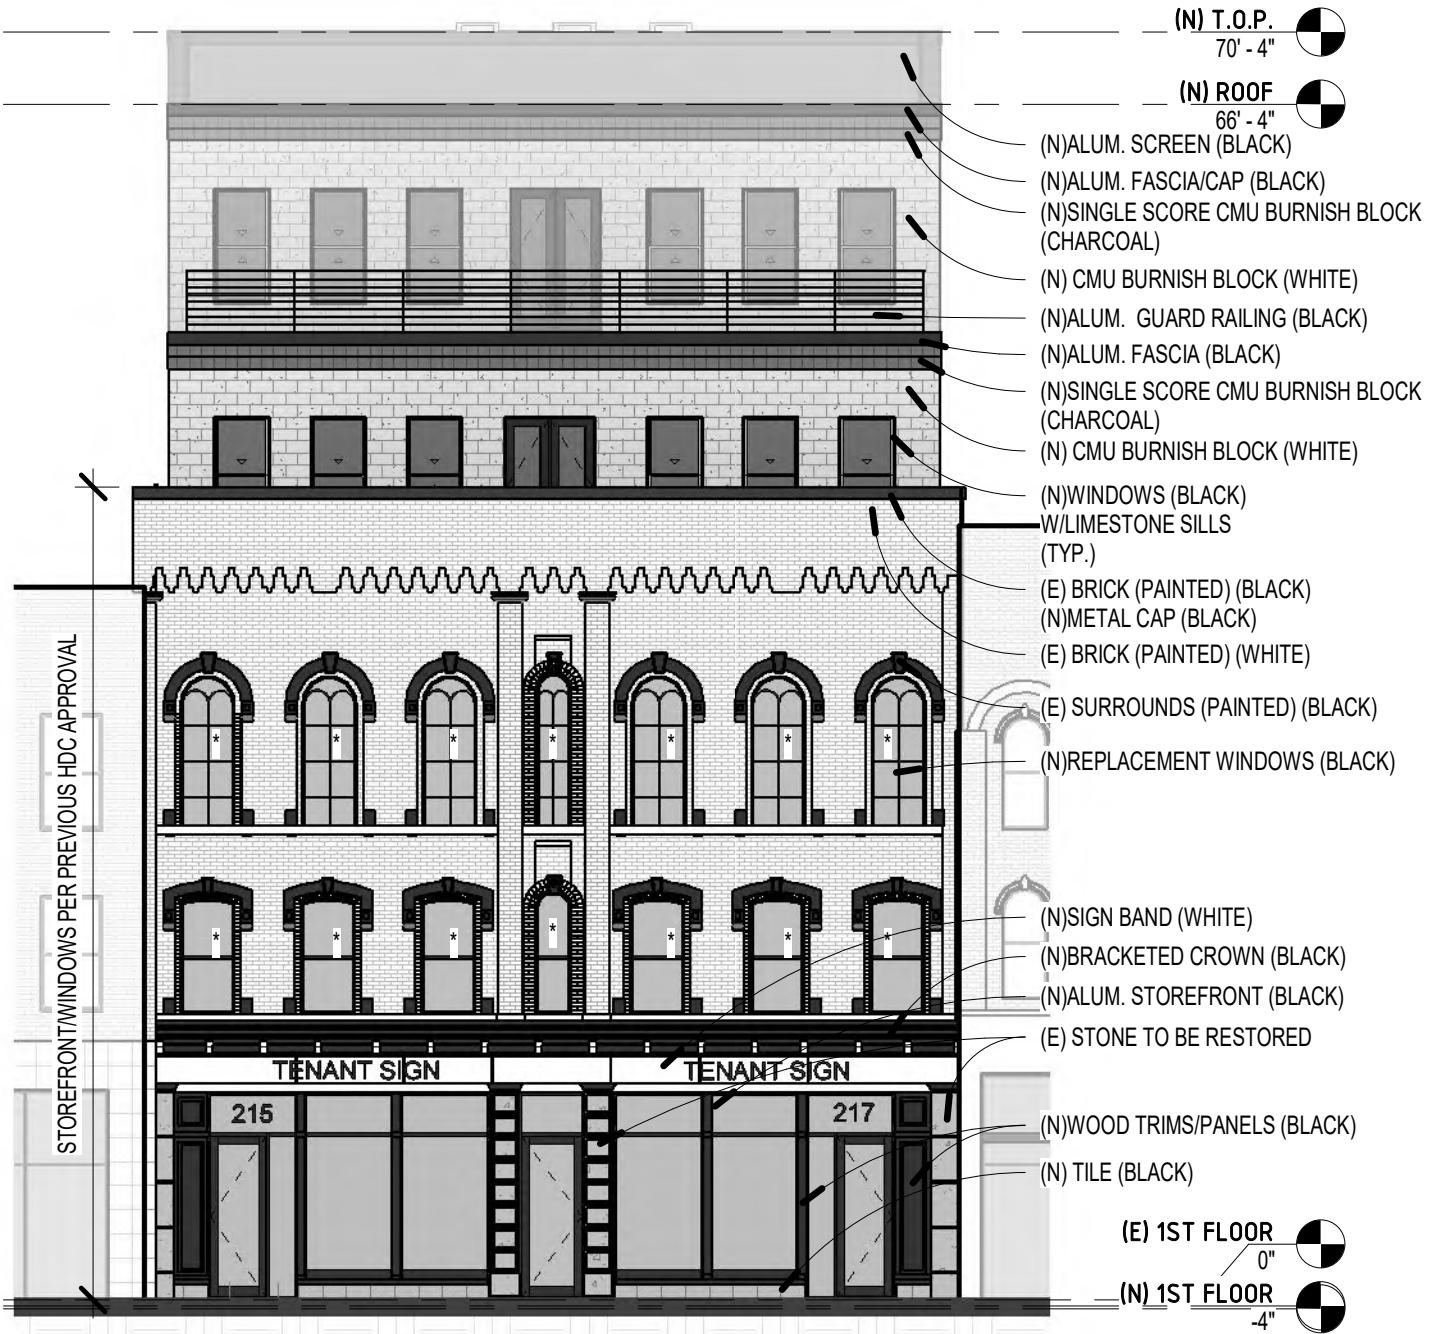 (N) T.O.P.
70' - 4"
(N) ROOF
66' - 4"
(N)ALUM. SCREEN (BLACK)
(N)ALUM. FASCIA/CAP (BLACK)
(N)SINGLE SCORE CMU BURNISH BLOCK
(CHARCOAL)
(N) CMU BURNISH BLOCK (WHITE)
(N)ALUM. GUARD RAILING (BLACK)
(N)ALUM. FASCIA (BLACK)
(N)SINGLE SCORE CMU BURNISH BLOCK
(CHARCOAL)
(N) CMU BURNISH BLOCK (WHITE)
(N)WINDOWS (BLACK)
W/LIMESTONE SILLS
(TYP.)
(E) BRICK (PAINTED) (BLACK)
(N)METAL CAP (BLACK)
(E) BRICK (PAINTED) (WHITE)
(E) SURROUNDS (PAINTED) (BLACK)
(N)REPLACEMENT WINDOWS (BLACK)
STOREFRONT/WINDOWS PER PREVIOUS HDC APPROVAL
* * * * * * *
* * * * * * *
(N)SIGN BAND (WHITE)
(N)BRACKETED CROWN (BLACK)
(N)ALUM. STOREFRONT (BLACK)
(E) STONE TO BE RESTORED
TENANT SIGN TENANT SIGN
215 217
(N)WOOD TRIMS/PANELS (BLACK)
(N) TILE (BLACK)
(E) 1ST FLOOR
0"
(N) 1ST FLOOR
-4"